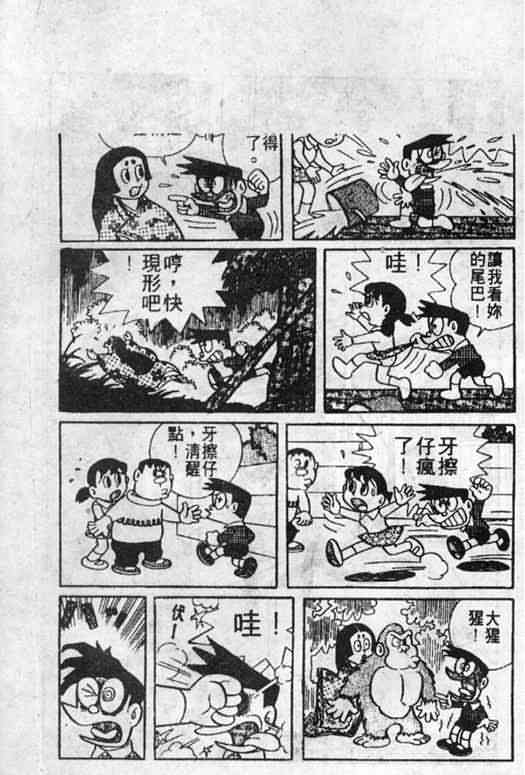 得
了。
讓我看妳
的尾巴！
哇！
哼，快
現形吧
！
牙擦
仔瘋
了！
牙擦仔
，清醒
點！
大猩
猩！
哇！
伏！